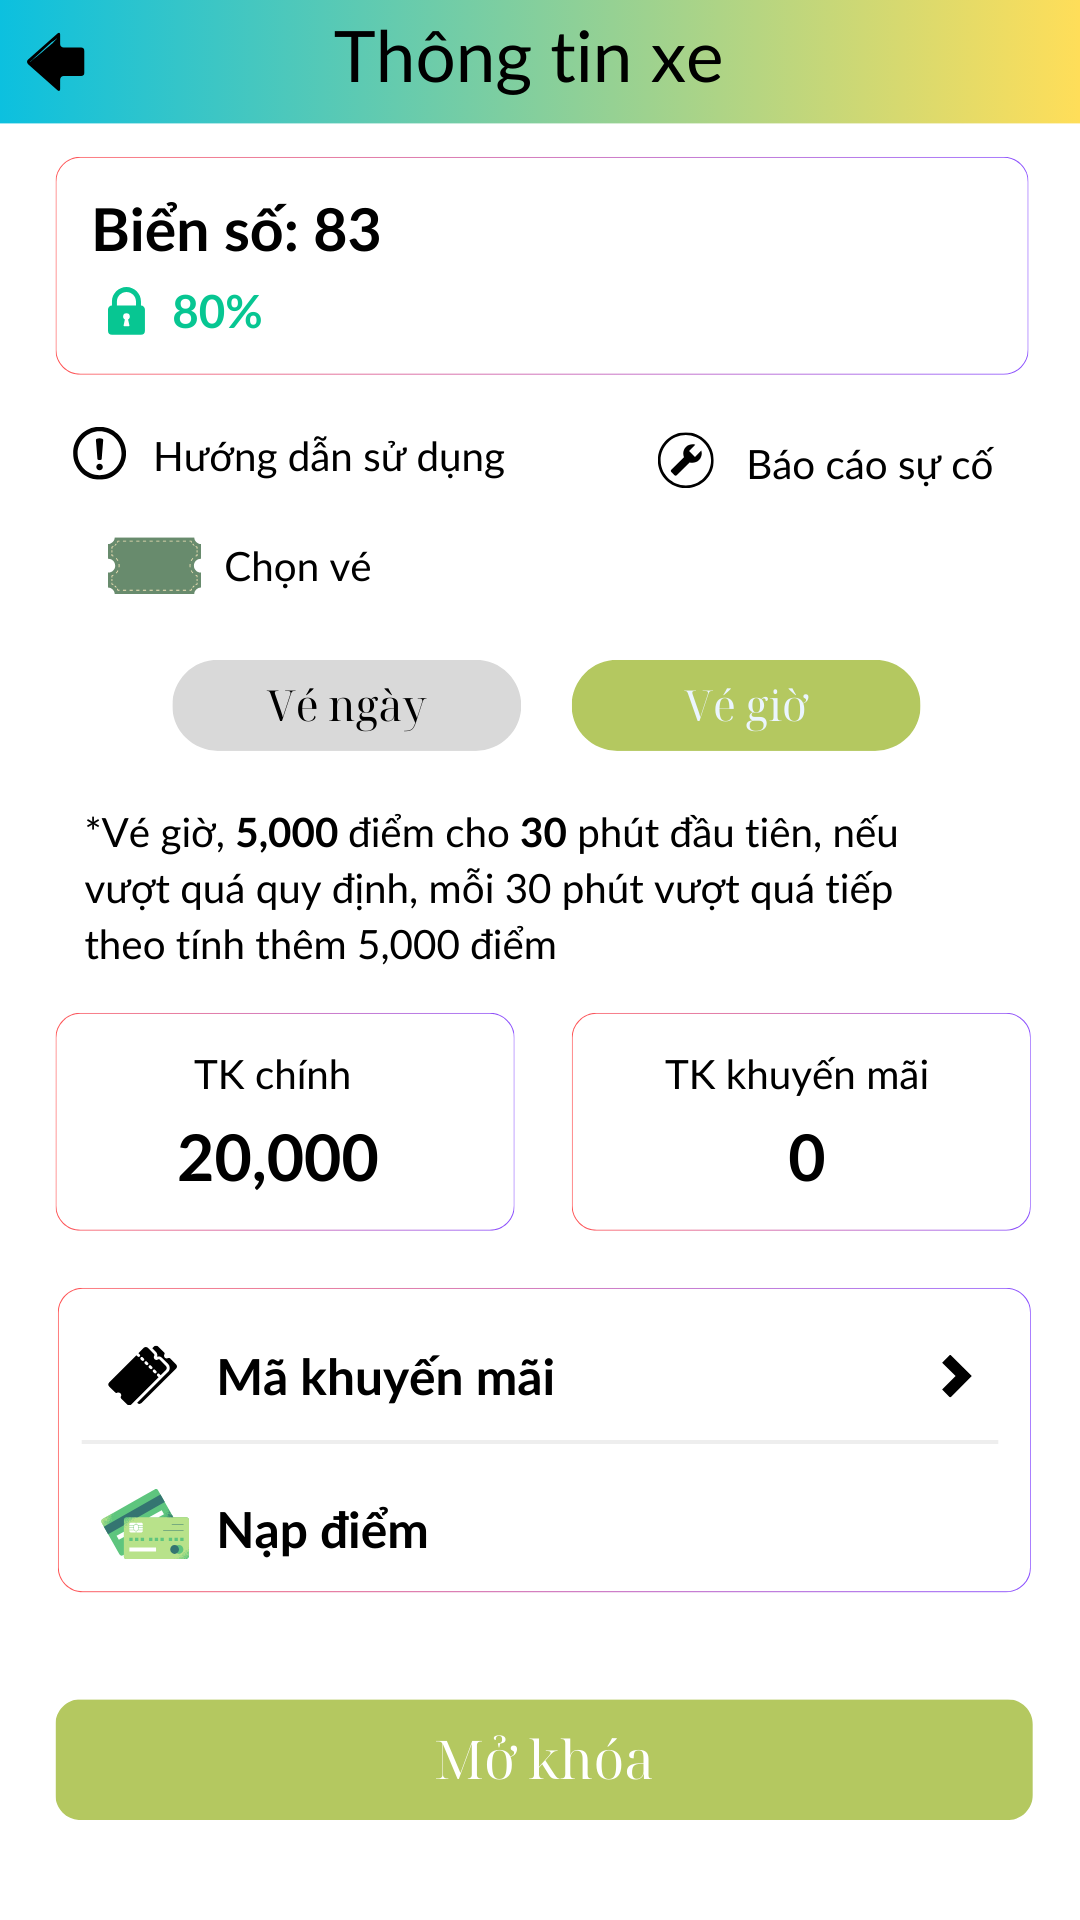 Thông tin xe
Biển số: 83
80%
Hướng dẫn sử dụng
Báo cáo sự cố
Chọn vé
Vé ngày
Vé giờ
*Vé giờ, 5,000 điểm cho 30 phút đầu tiên, nếu
vượt quá quy định, mỗi 30 phút vượt quá tiếp
theo tính thêm 5,000 điểm
TK chính
20,000
TK khuyến mãi
0
Mã khuyến mãi
Nạp điểm
Mở khóa